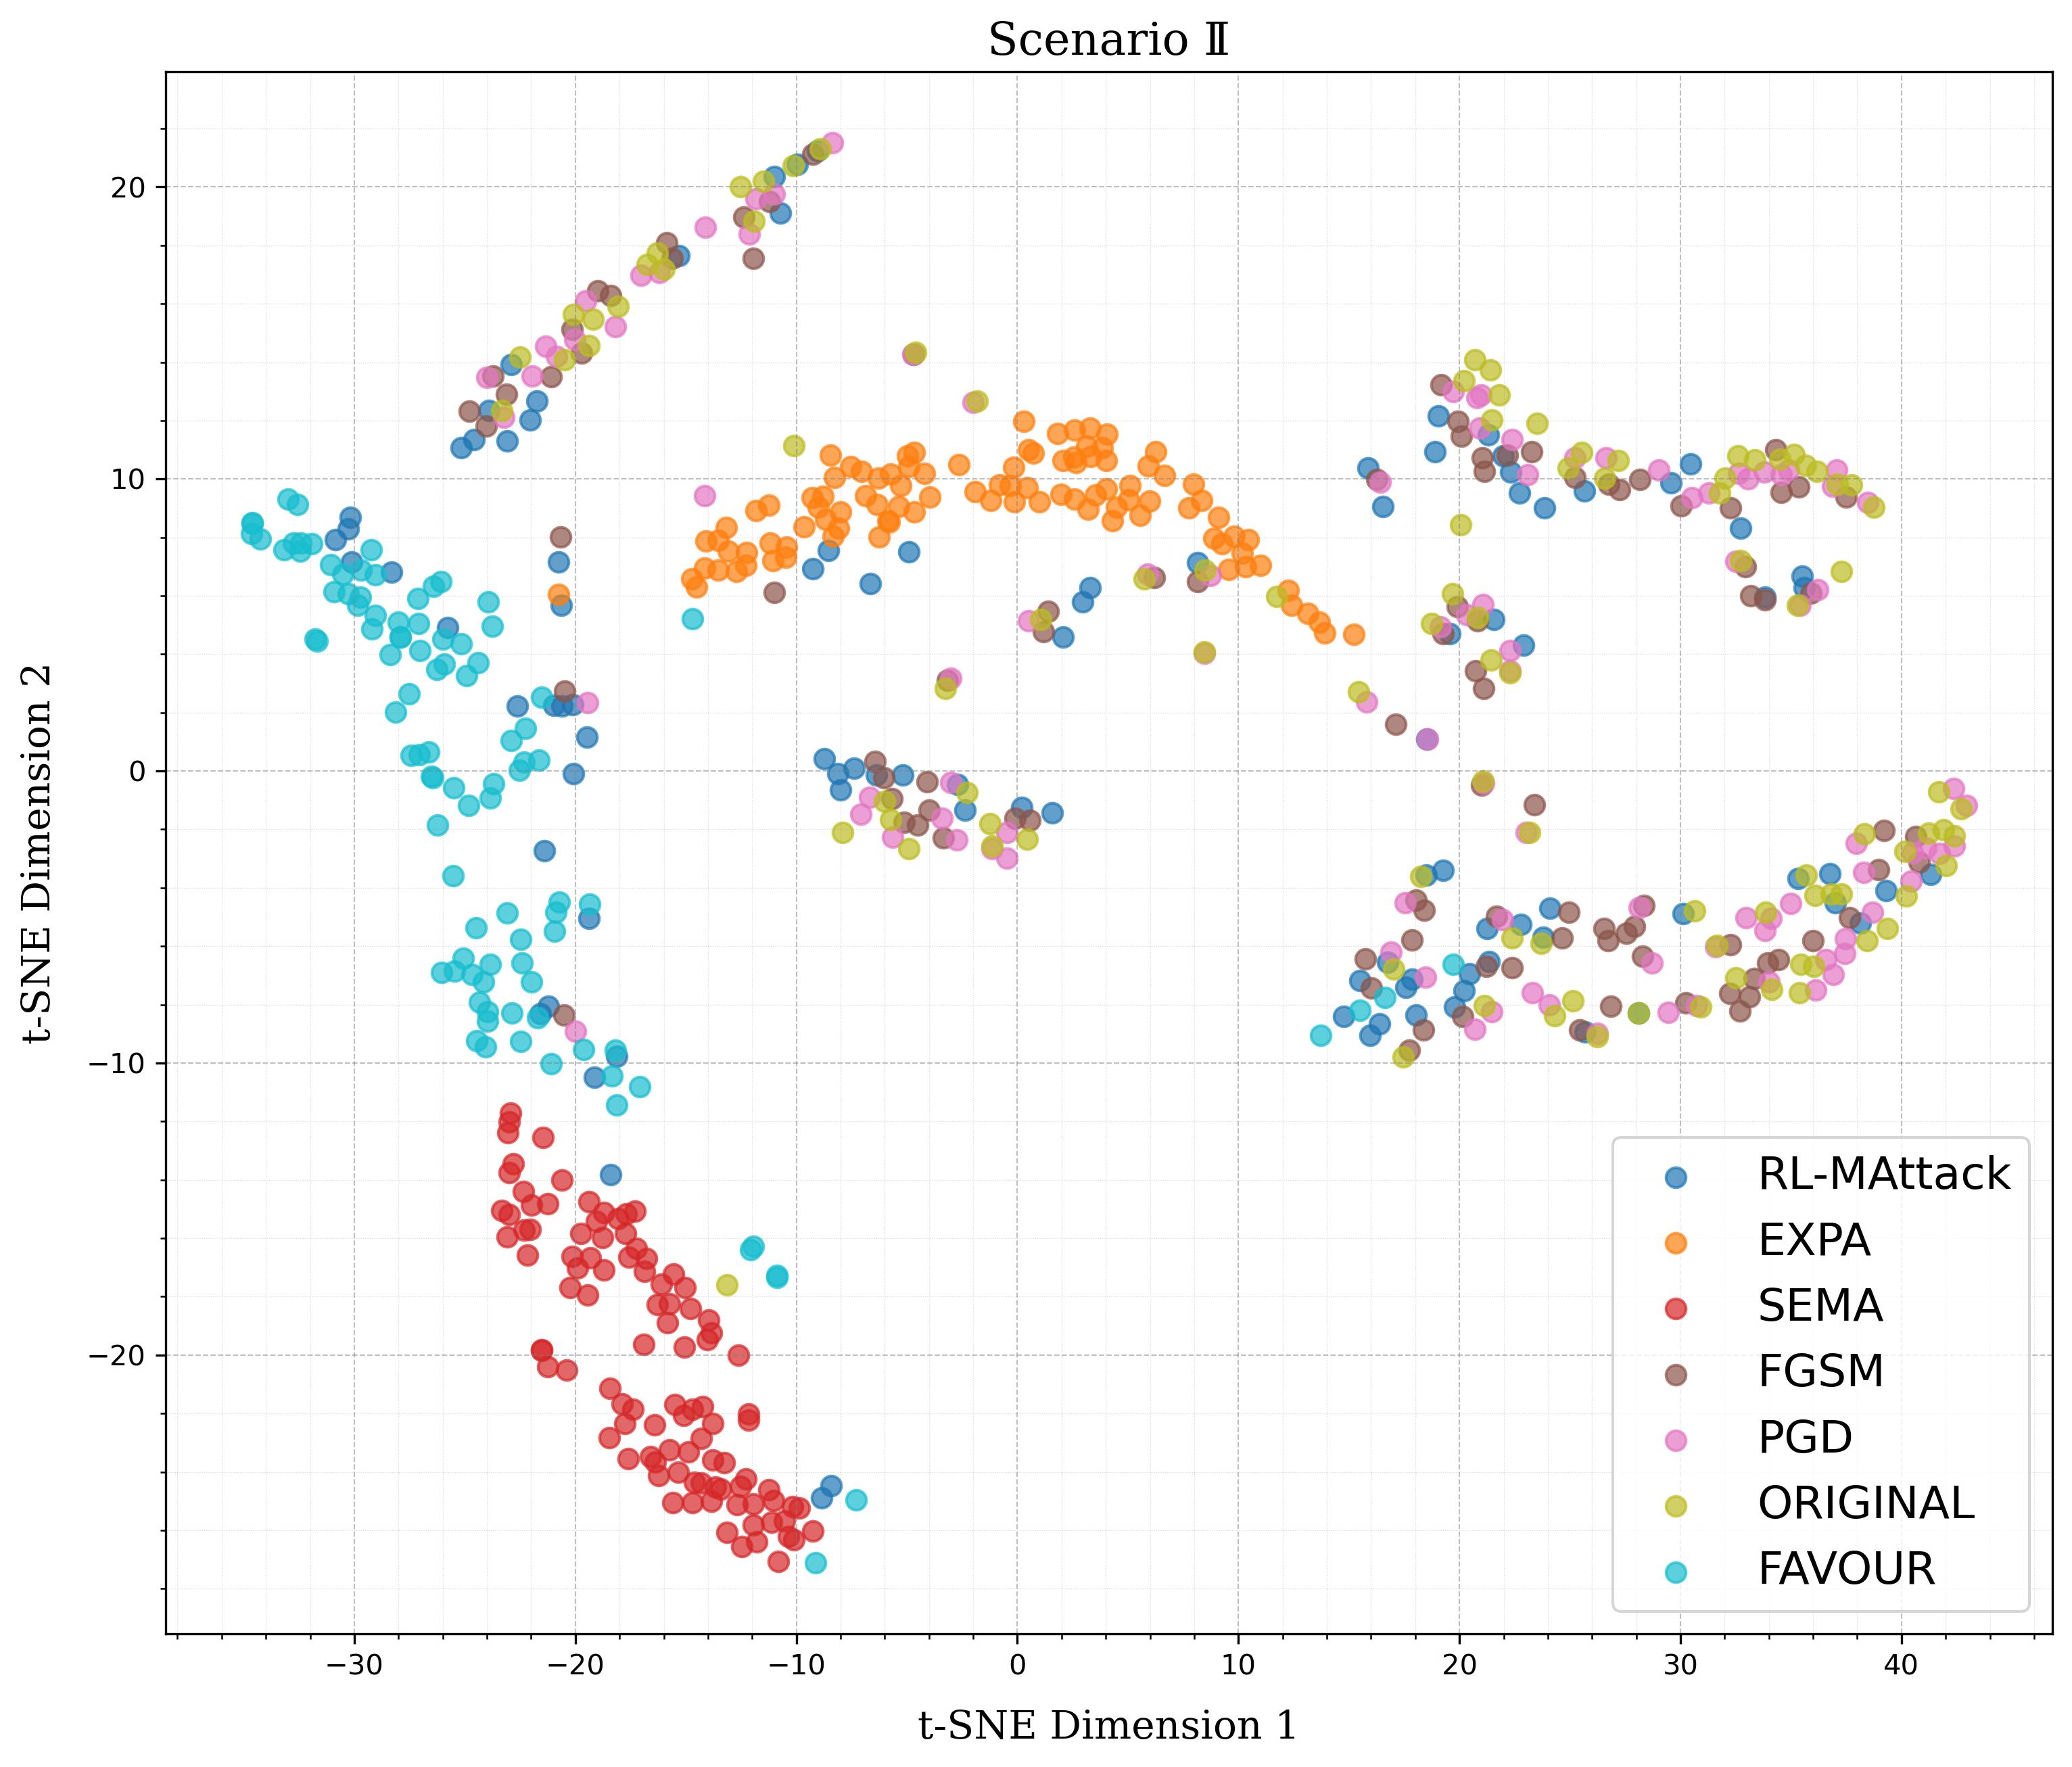 Scenario Ⅱ
t-SNE Dimension 2
20
10
0
−10
−20
−30
−20
−10
0
10
20
30
40
t-SNE Dimension 1
RL-MAttack
EXPA
SEMA
FGSM
PGD
ORIGINAL
FAVOUR